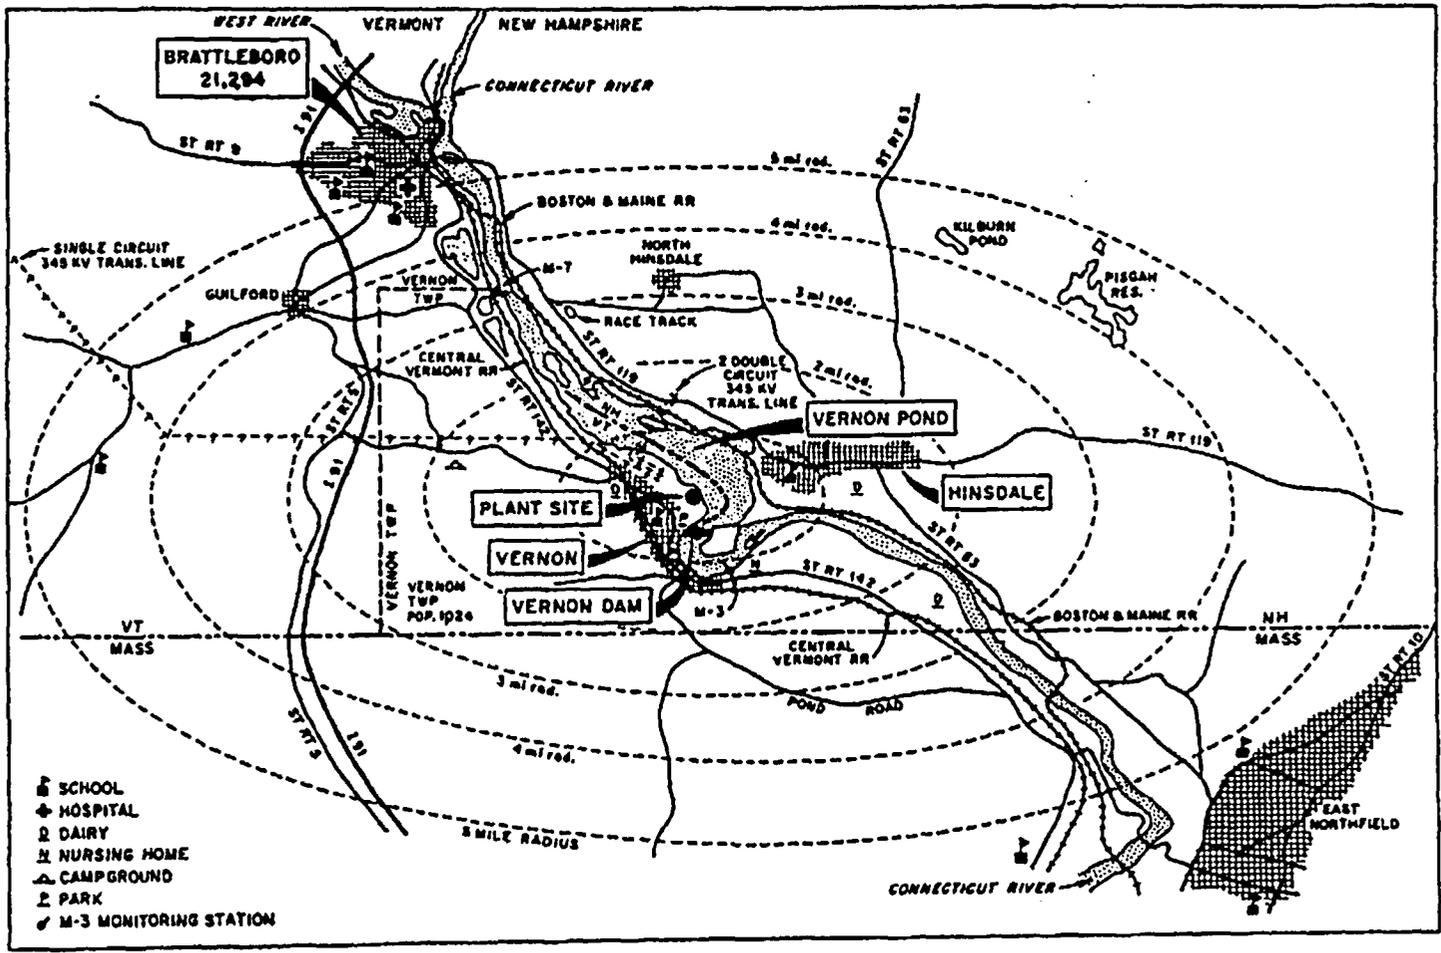 WEST RIVER
VERMONT
NEW HAMPSHIRE
BRATTLEBORO
21,294
CONNECTICUT RIVER
I 91
ST RT 9
ST RT 63
5 mi rad.
BOSTON & MAINE RR
4 mi rad.
KILBURN
POND
NORTH
HINSDALE
SINGLE CIRCUIT
345 KV TRANS. LINE
M-7
PISGAH
RES.
VERNON
TWP
GUILFORD
3 mi rad.
RACE TRACK
ST RT 119
CENTRAL
VERMONT RR
2 DOUBLE
CIRCUIT
345 KV
TRANS. LINE
2 mi rad.
ST RT 142
NH
VT
VERNON POND
ST RT 5
ST RT 119
I 91
HINSDALE
PLANT SITE
VERNON
VERNON TWP
ST RT 63
ST RT 142
VERNON
TWP
POP. 1024
VERNON DAM
M-3
BOSTON & MAINE RR
VT
MASS
NH
MASS
CENTRAL
VERMONT RR
ST RT 10
3 mi rad.
POND ROAD
ST RT 5
I 91
4 mi rad.
5 MILE RADIUS
EAST
NORTHFIELD
CONNECTICUT RIVER
SCHOOL
HOSPITAL
D DAIRY
N NURSING HOME
CAMPGROUND
P PARK
M-3 MONITORING STATION